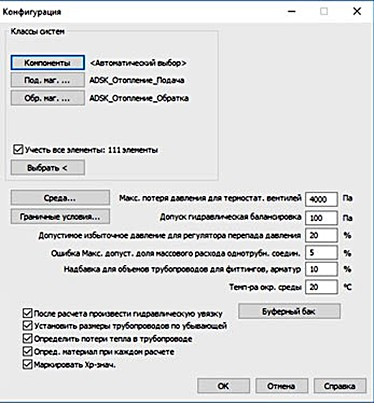 Конфигурация
Классы систем
Компоненты <Автоматический выбор>
Под. маг. ... ADSK_Отопление_Подача
Обр. маг. ... ADSK_Отопление_Обратка
Учесть все элементы: 111 элементы
Выбрать <
Среда... Макс. потеря давления для термостат. вентилей 4000 Па
Граничные условия... Допуск гидравлическая балансировка 100 Па
Допустимое избыточное давление для регулятора перепада давления 20 %
Ошибка Макс. допуст. доля массового расхода однотрубн. соедин. 5 %
Надбавка для объемов трубопроводов для фиттингов, арматур 10 %
Темп-ра окр. среды 20 °C
После расчета произвести гидравлическую увязку Буферный бак
Установить размеры трубопроводов по убывающей
Определить потери тепла в трубопроводе
Опред. материал при каждом расчете
Маркировать Хр-знач.
OK Отмена Справка